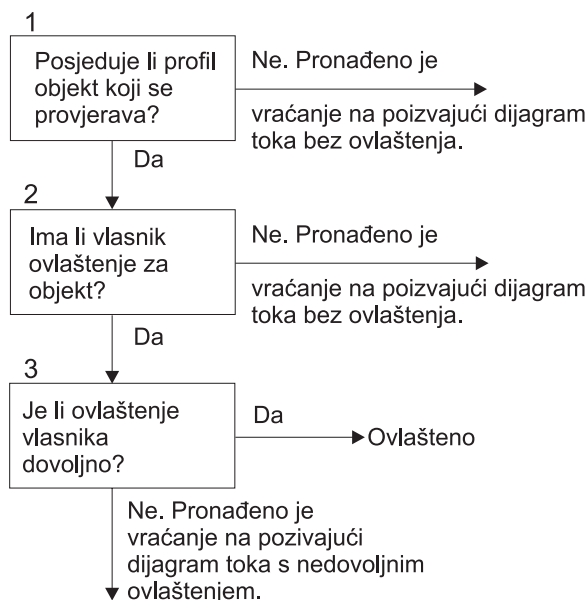 1
Posjeduje li profil
objekt koji se
provjerava?
Ne. Pronađeno je
vraćanje na poizvajući dijagram
toka bez ovlaštenja.
Da
2
Ima li vlasnik
ovlaštenje za
objekt?
Ne. Pronađeno je
vraćanje na poizvajući dijagram
toka bez ovlaštenja.
Da
3
Je li ovlaštenje
vlasnika
dovoljno?
Da
Ovlašteno
Ne. Pronađeno je
vraćanje na pozivajući
dijagram toka s nedovoljnim
ovlaštenjem.